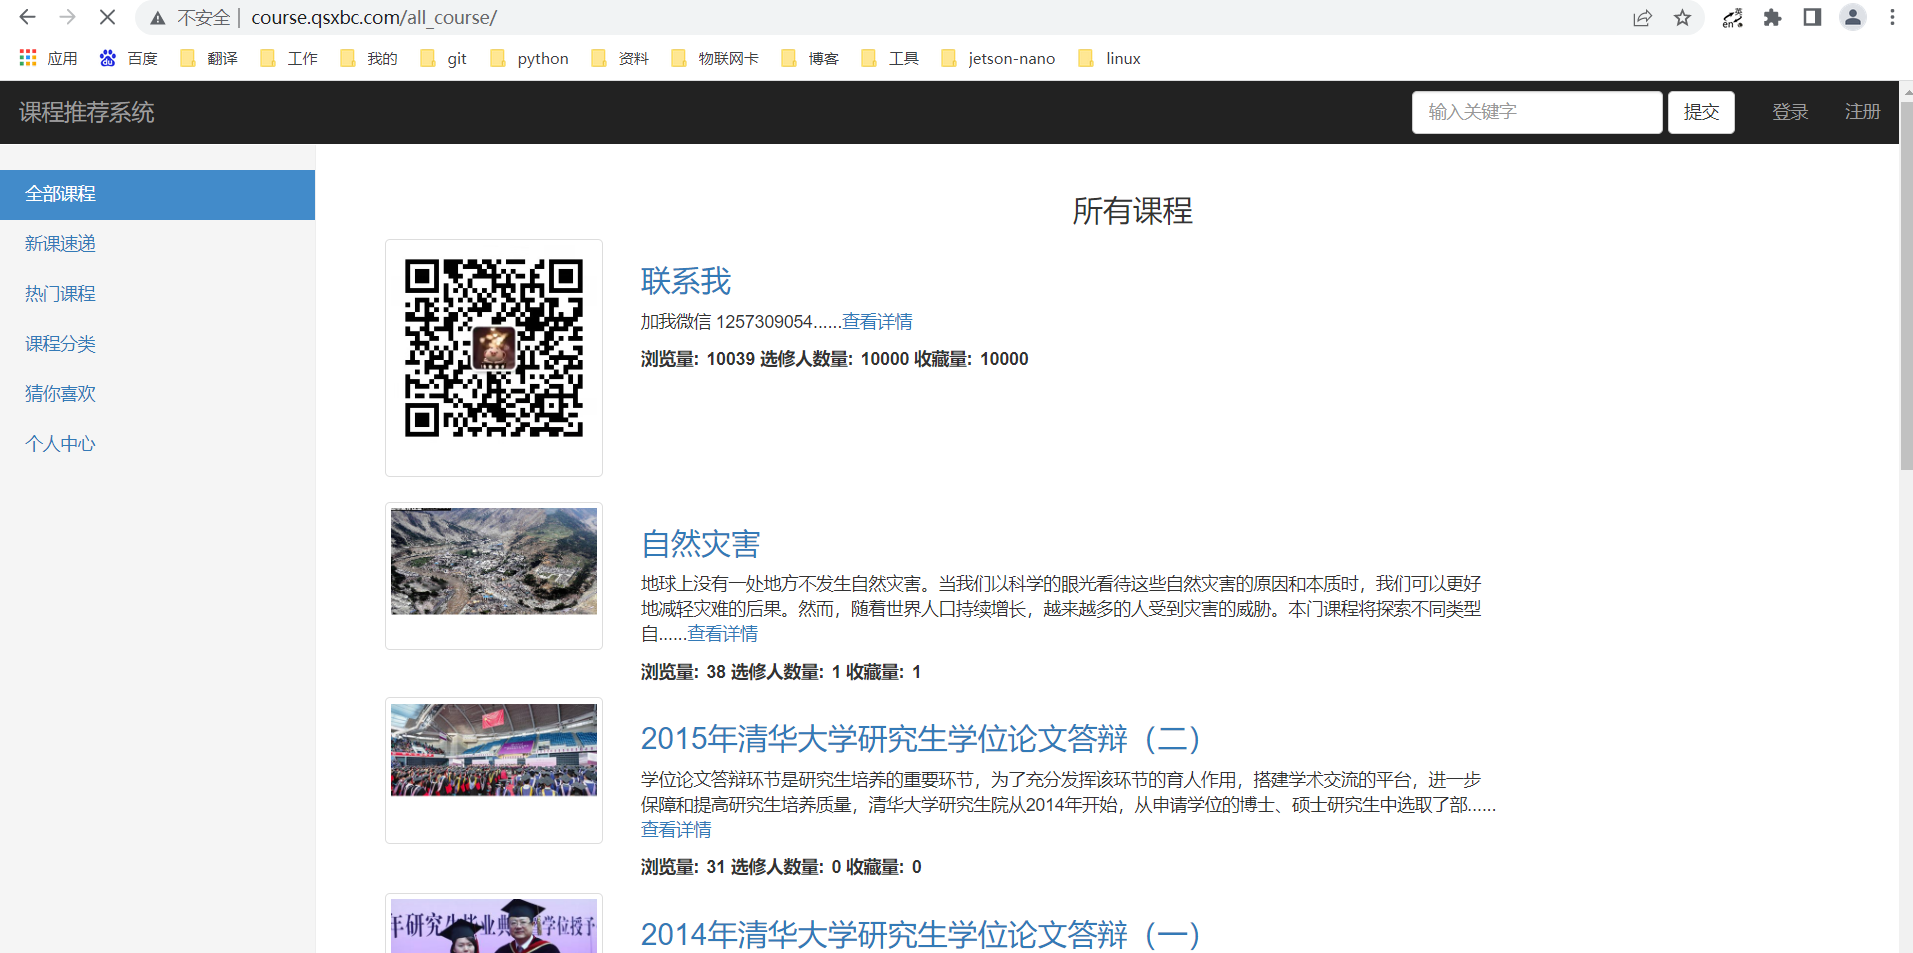 不安全 | course.qsxbc.com/all_course/
应用 百度 翻译 工作 我的 git python 资料 物联网卡 博客 工具 jetson-nano linux
课程推荐系统 输入关键字 提交 登录 注册
全部课程
新课速递
热门课程
课程分类
猜你喜欢
个人中心
所有课程
联系我
加我微信 1257309054......查看详情
浏览量: 10039 选修人数量: 10000 收藏量: 10000
自然灾害
地球上没有一处地方不发生自然灾害。当我们以科学的眼光看待这些自然灾害的原因和本质时，我们可以更好
地减轻灾难的后果。然而，随着世界人口持续增长，越来越多的人受到灾害的威胁。本门课程将探索不同类型
自......查看详情
浏览量: 38 选修人数量: 1 收藏量: 1
2015年清华大学研究生学位论文答辩（二）
学位论文答辩环节是研究生培养的重要环节，为了充分发挥该环节的育人作用，搭建学术交流的平台，进一步
保障和提高研究生培养质量，清华大学研究生院从2014年开始，从申请学位的博士、硕士研究生中选取了部......
查看详情
浏览量: 31 选修人数量: 0 收藏量: 0
年研究生毕业典 学位授予
2014年清华大学研究生学位论文答辩（一）